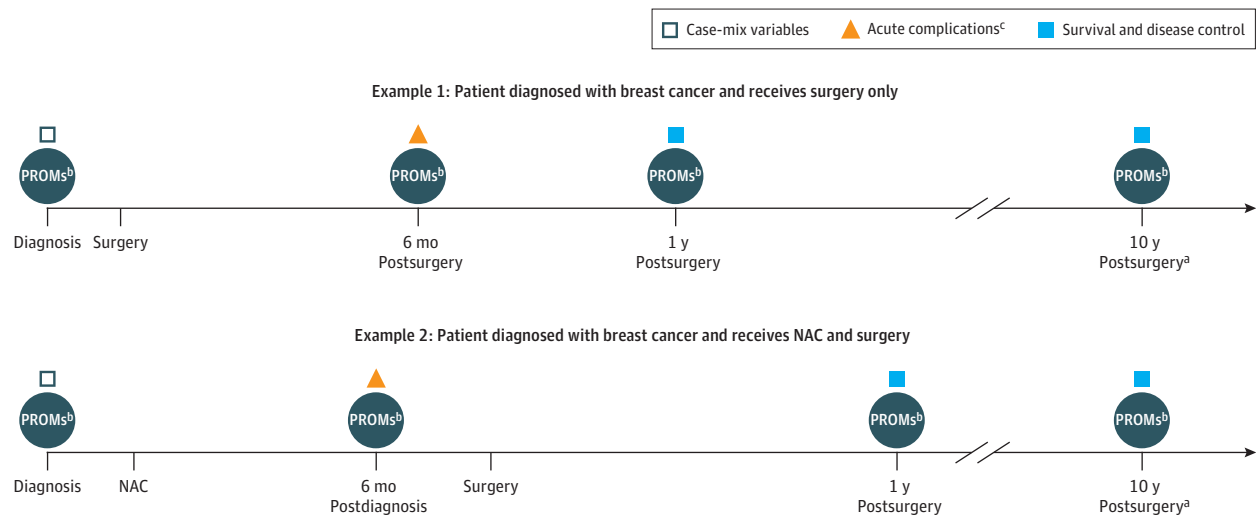 Case-mix variables Acute complicationsᶜ Survival and disease control
Example 1: Patient diagnosed with breast cancer and receives surgery only
PROMsᵇ PROMsᵇ PROMsᵇ PROMsᵇ
Diagnosis Surgery 6 mo 1 y 10 y
Postsurgery Postsurgery Postsurgeryᵃ
Example 2: Patient diagnosed with breast cancer and receives NAC and surgery
PROMsᵇ PROMsᵇ PROMsᵇ PROMsᵇ
Diagnosis NAC 6 mo Surgery 1 y 10 y
Postdiagnosis Postsurgery Postsurgeryᵃ